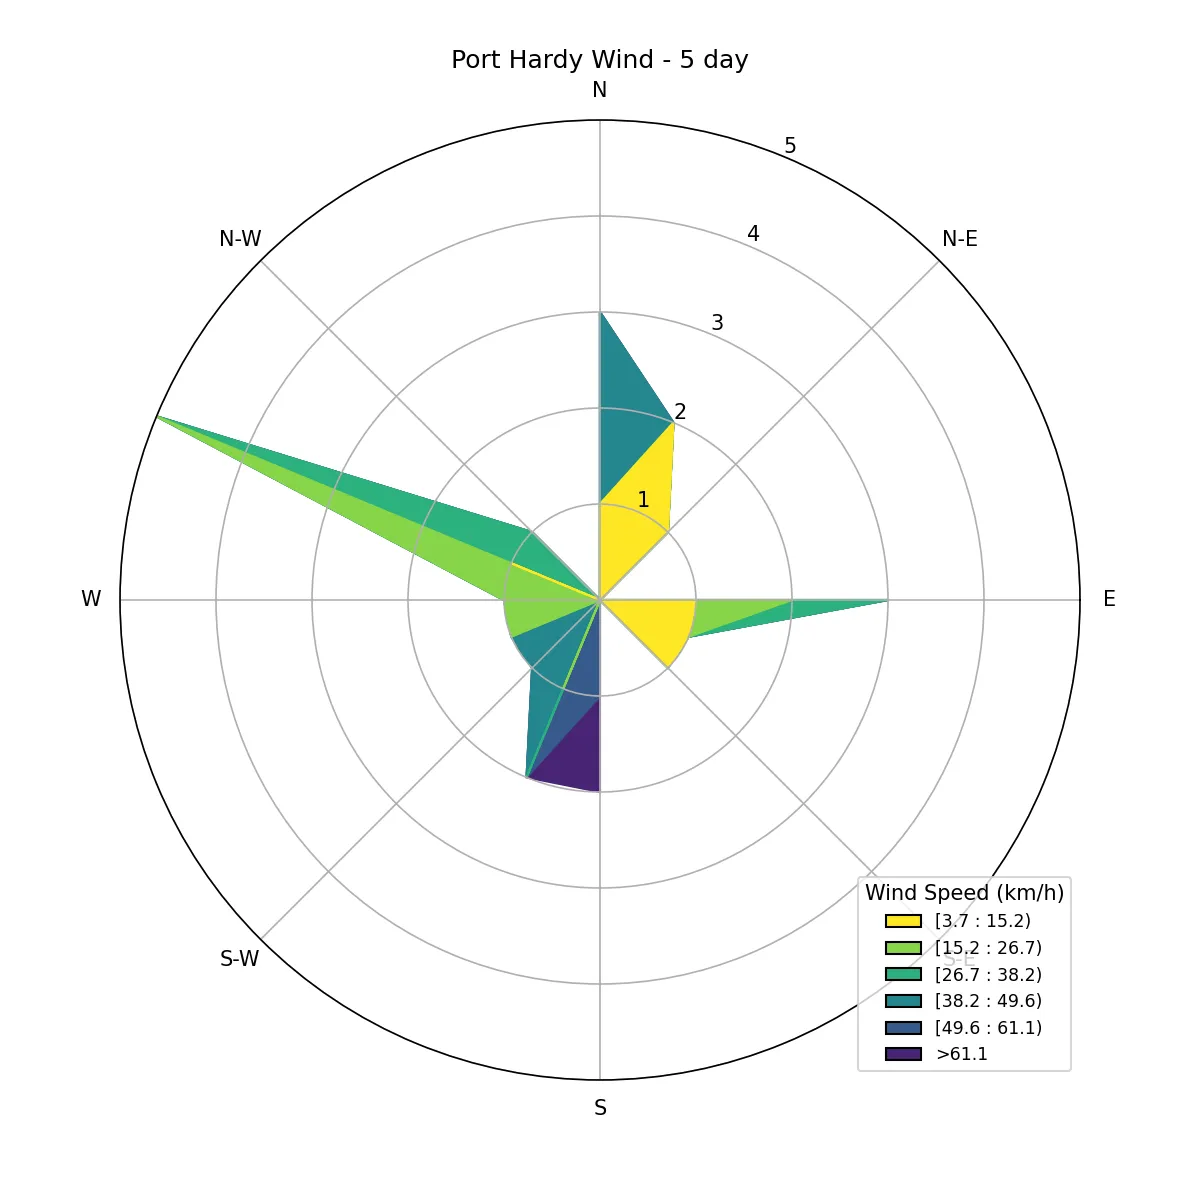 Port Hardy Wind - 5 day
N
5
N-W
4
N-E
3
2
1
W
E
S-W
S-E
S
Wind Speed (km/h)
[3.7 : 15.2)
[15.2 : 26.7)
[26.7 : 38.2)
[38.2 : 49.6)
[49.6 : 61.1)
>61.1